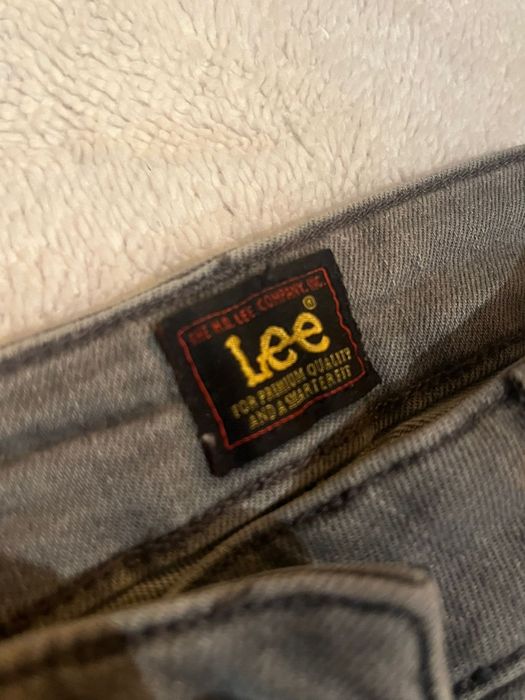 THE H.D. LEE COMPANY, INC.
Lee®
FOR PREMIUM QUALITY
AND A SMARTER FIT